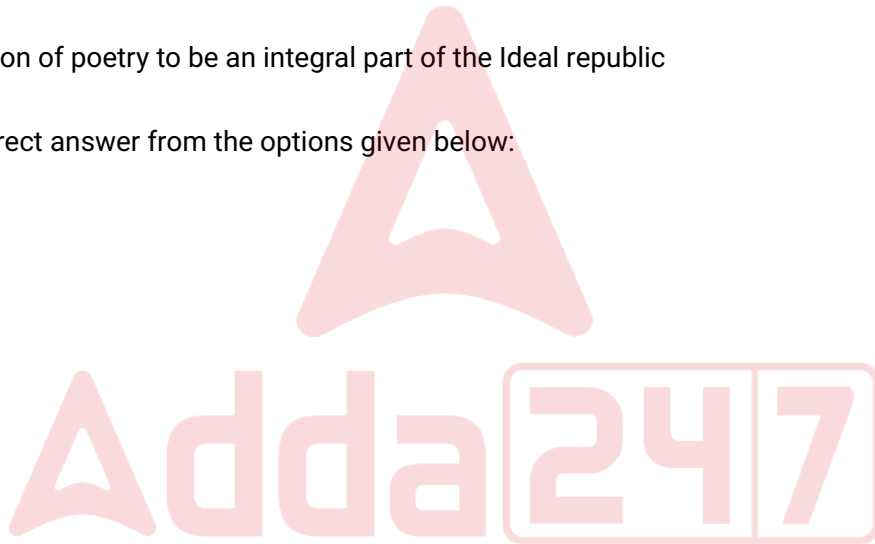 on of poetry to be an integral part of the Ideal republic
rect answer from the options given below:
Adda247